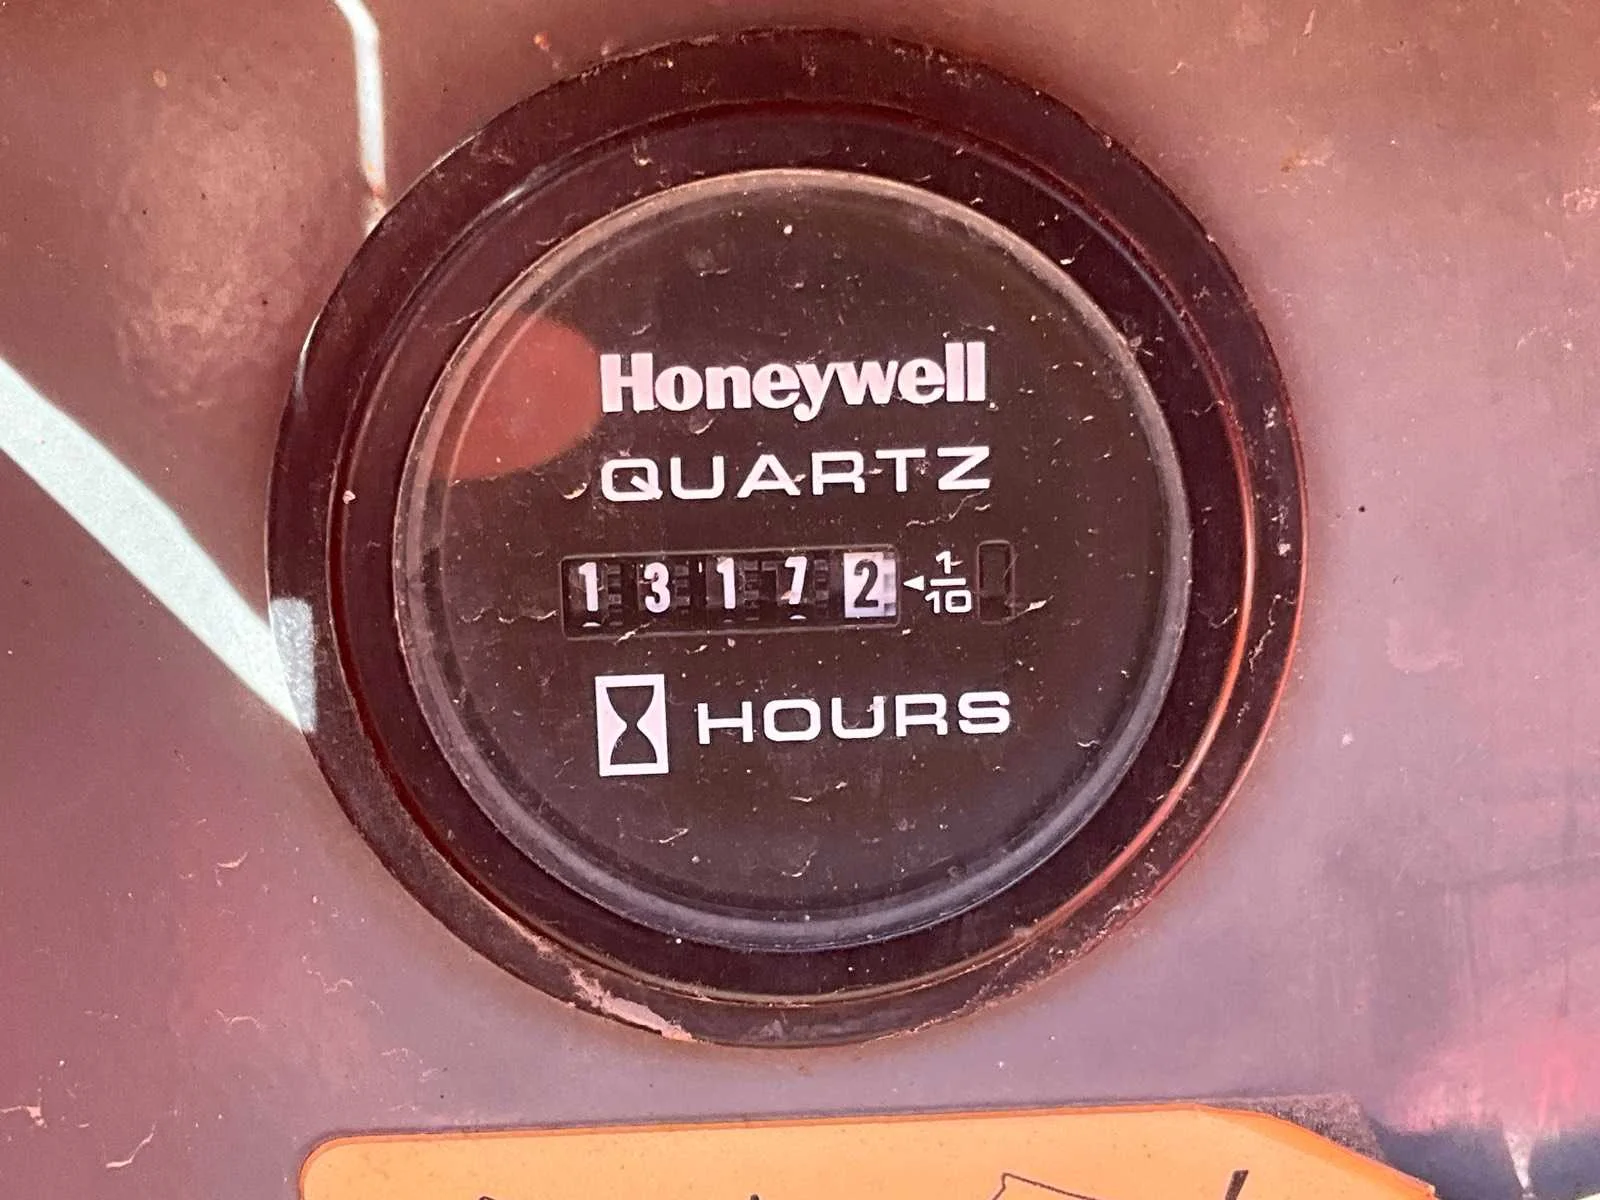 Honeywell
QUARTZ
13172 ◄1/10
HOURS